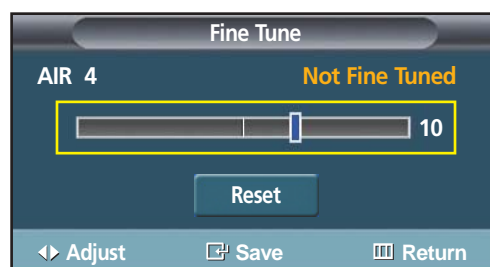 Fine Tune
AIR 4 Not Fine Tuned
10
Reset
Adjust Save Return